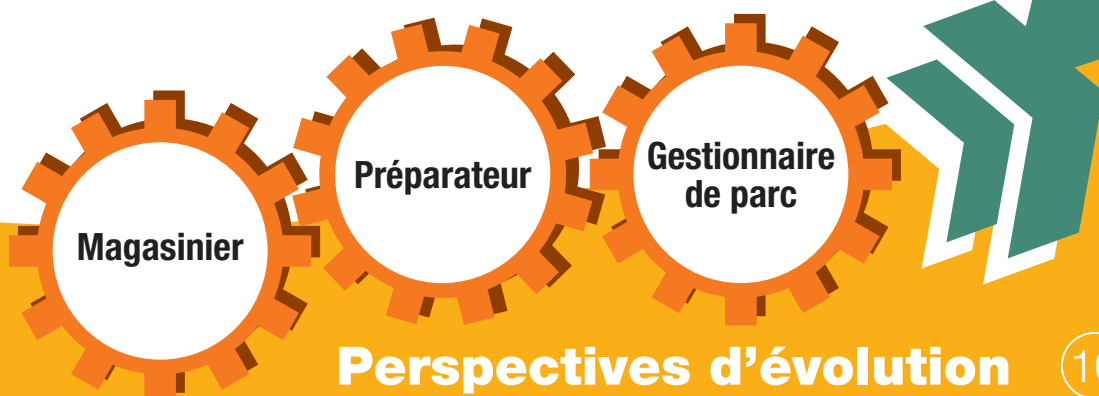 Magasinier
Préparateur
Gestionnaire
de parc
Perspectives d'évolution